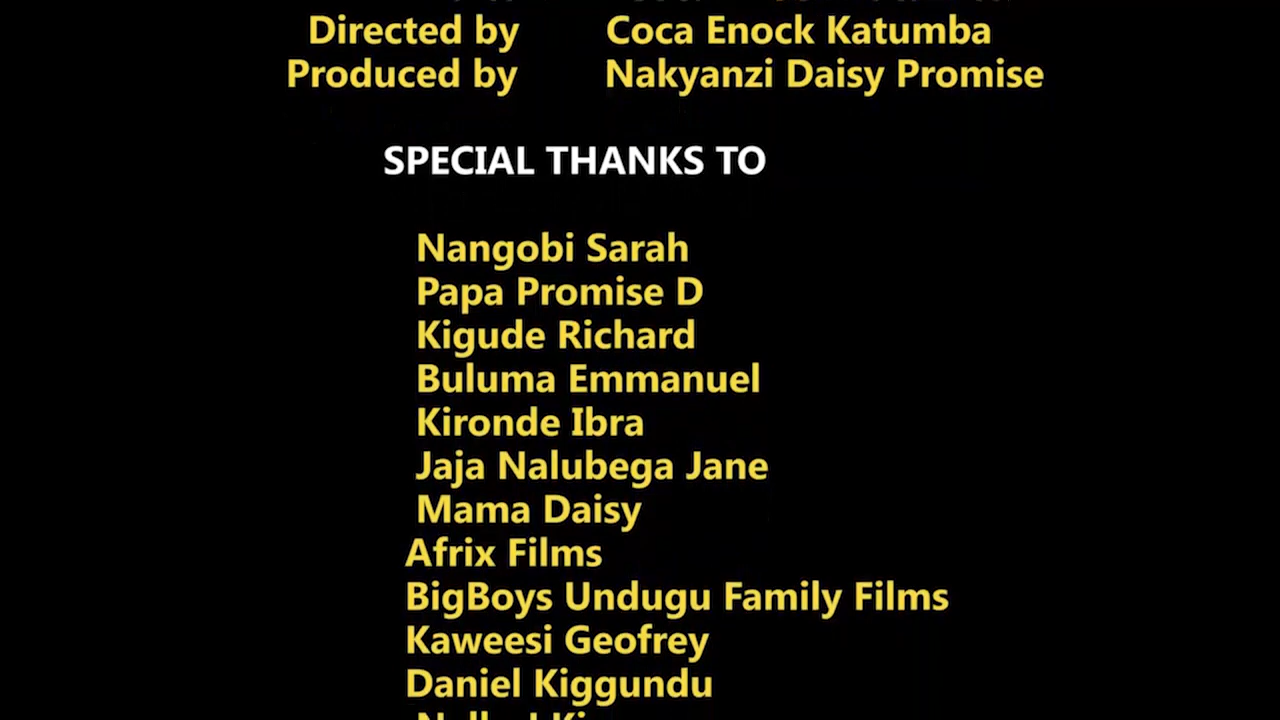 Directed by Coca Enock Katumba
Produced by Nakyanzi Daisy Promise
SPECIAL THANKS TO
Nangobi Sarah
Papa Promise D
Kigude Richard
Buluma Emmanuel
Kironde Ibra
Jaja Nalubega Jane
Mama Daisy
Afrix Films
BigBoys Undugu Family Films
Kaweesi Geofrey
Daniel Kiggundu